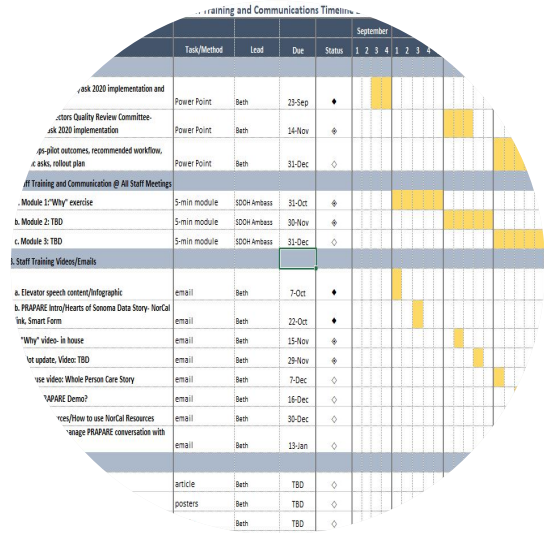 Training and Communications Timeline
September
Task/Method Lead Due Status 1 2 3 4 1 2 3 4
ask 2020 implementation and
Power Point Beth 23-Sep
ectors Quality Review Committee-
ask 2020 implementation Power Point Beth 14-Nov
ps-pilot outcomes, recommended workflow,
asks, rollout plan Power Point Beth 31-Dec
ff Training and Communication @ All Staff Meetings
. Module 1:"Why" exercise 5-min module SDOH Ambass 31-Oct
b. Module 2: TBD 5-min module SDOH Ambass 30-Nov
c. Module 3: TBD 5-min module SDOH Ambass 31-Dec
3. Staff Training Videos/Emails
a. Elevator speech content/Infographic email Beth 7-Oct
b. PRAPARE Intro/Hearts of Sonoma Data Story- NorCal
ink, Smart Form email Beth 22-Oct
"Why" video- in house email Beth 15-Nov
lot update, Video: TBD email Beth 29-Nov
use video: Whole Person Care Story email Beth 7-Dec
RAPARE Demo? email Beth 16-Dec
rces/How to use NorCal Resources email Beth 30-Dec
anage PRAPARE conversation with
email Beth 13-Jan
article Beth TBD
posters Beth TBD
Beth TBD